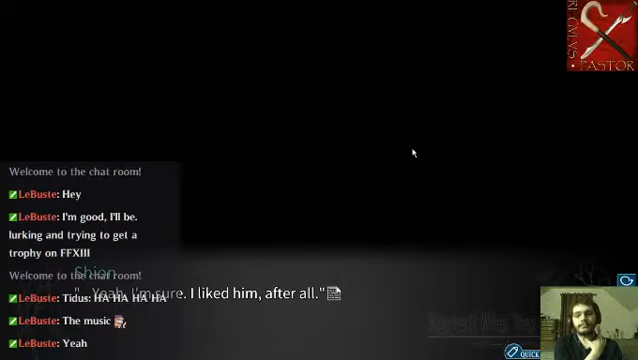 RI CVLVS
• PASTOR
Welcome to the chat room!
LeBuste: Hey
LeBuste: I'm good, I'll be.
lurking and trying to get a
trophy on FFXIII
Shion
Welcome to the chat room!
"...Yeah, I'm sure. I liked him, after all."
LeBuste: Tidus: HA HA HA HA
LeBuste: The music
LeBuste: Yeah
QUICK